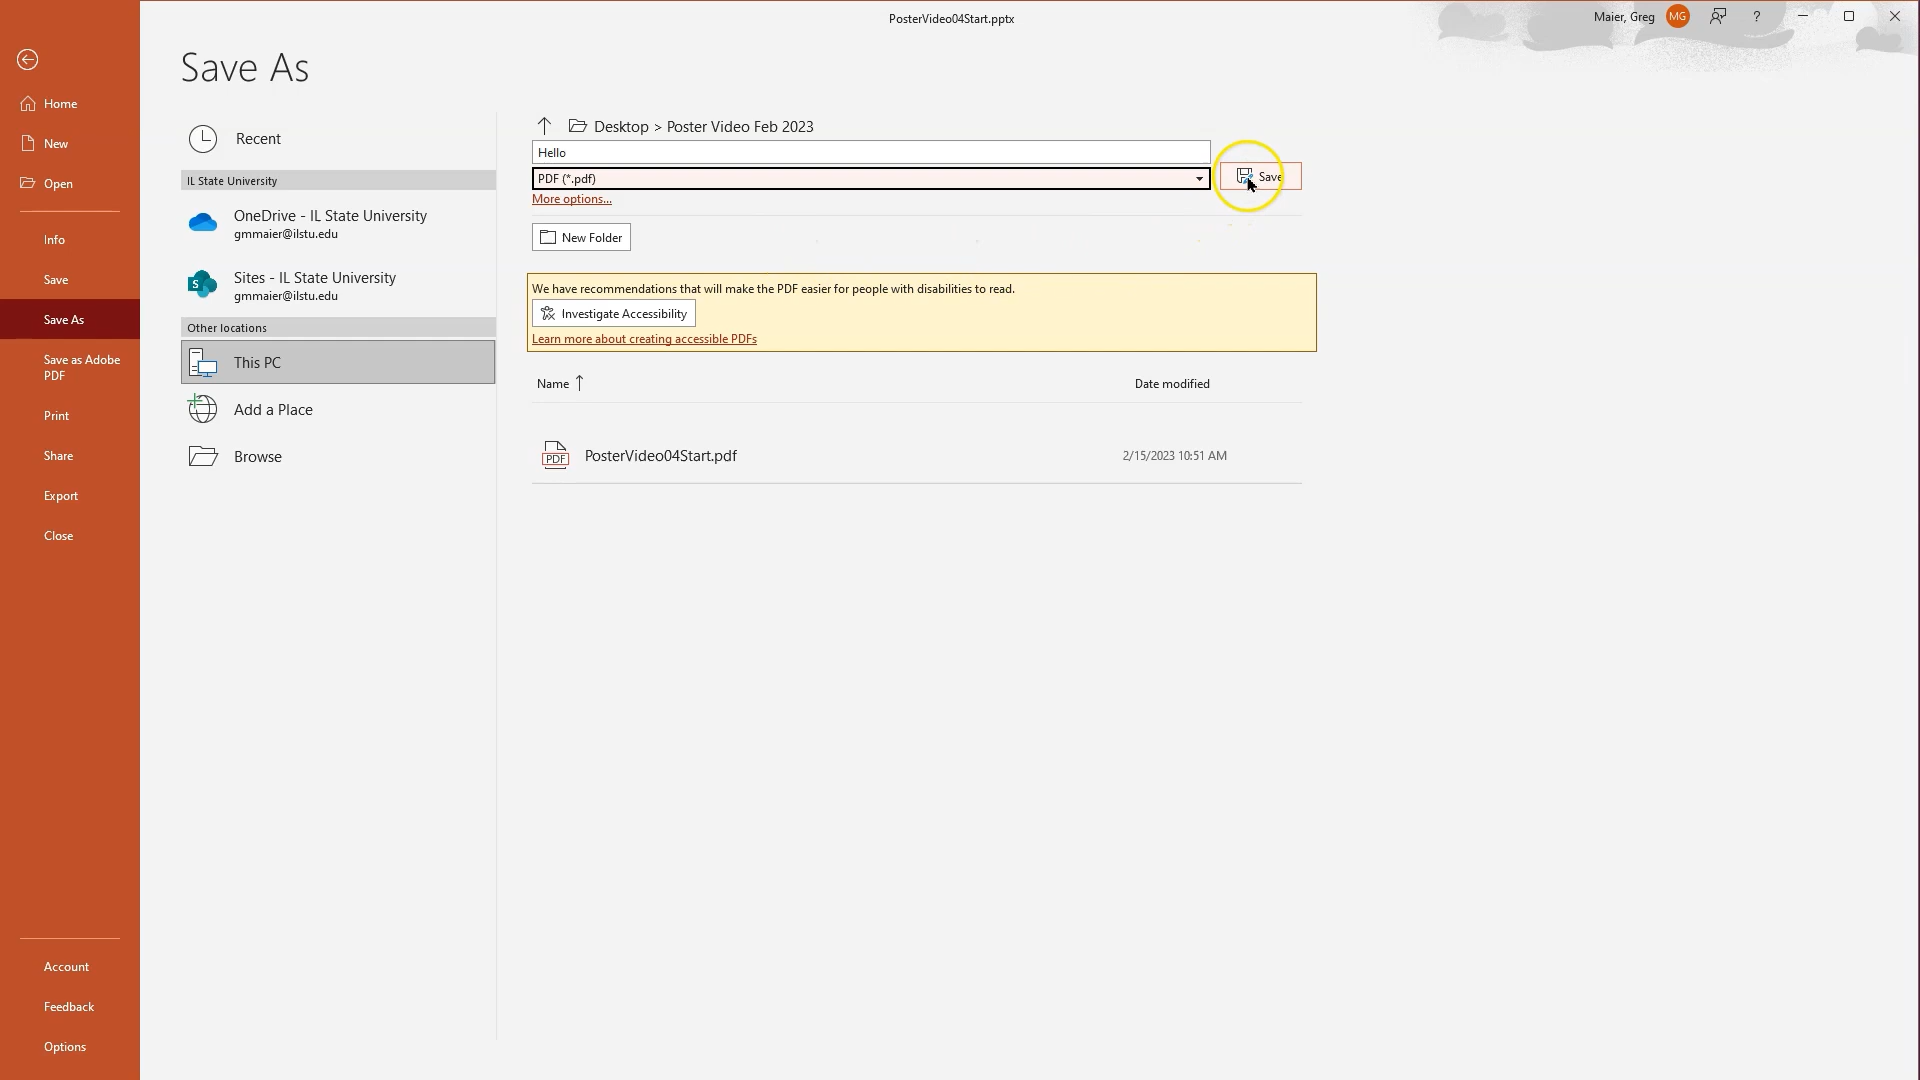 PosterVideo04Start.pptx
Maier, Greg
MG
?
Save As
Home
New
Open
Info
Save
Save As
Save as Adobe
PDF
Print
Share
Export
Close
Account
Feedback
Options
Recent
IL State University
OneDrive - IL State University
gmmaier@ilstu.edu
S
Sites - IL State University
gmmaier@ilstu.edu
Other locations
This PC
Add a Place
Browse
Desktop > Poster Video Feb 2023
Hello
PDF (*.pdf)
Save
More options...
New Folder
We have recommendations that will make the PDF easier for people with disabilities to read.
Investigate Accessibility
Learn more about creating accessible PDFs
Name
Date modified
PDF
PosterVideo04Start.pdf
2/15/2023 10:51 AM